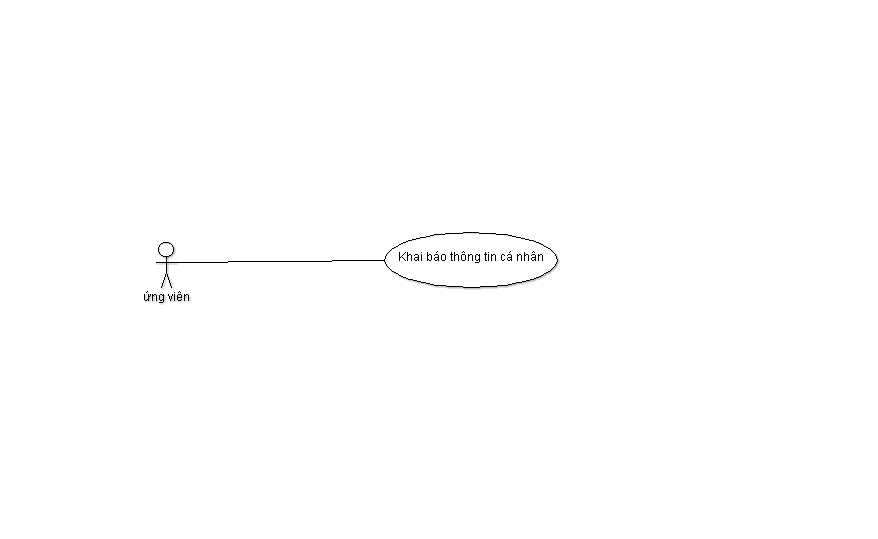 Khai báo thông tin cá nhân
ứng viên